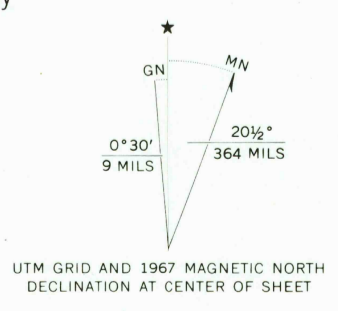 y
★
GN
MN
0°30′
9 MILS
20½°
364 MILS
UTM GRID AND 1967 MAGNETIC NORTH
DECLINATION AT CENTER OF SHEET